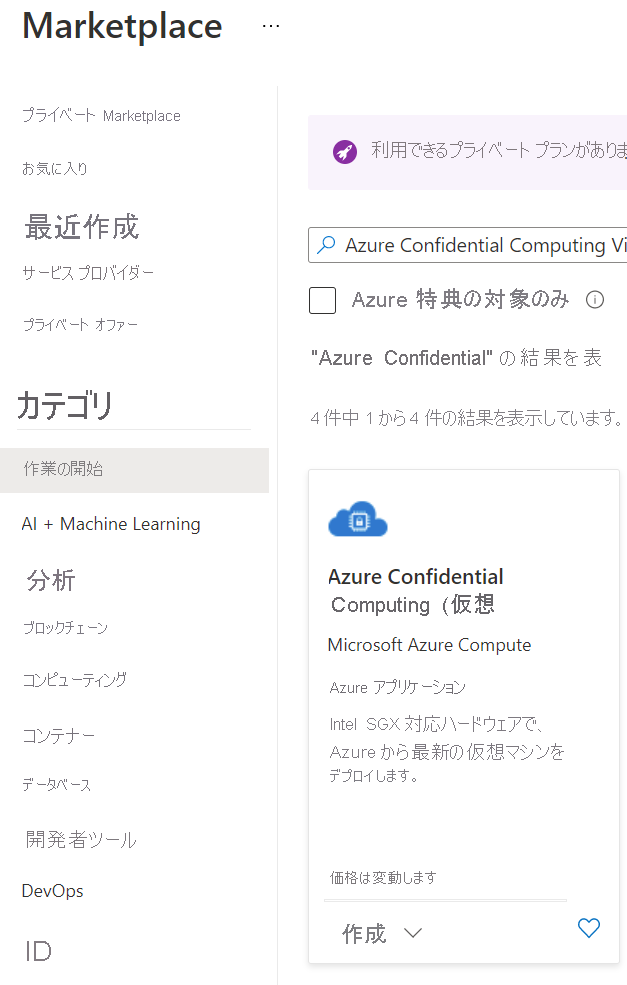 Marketplace ...
プライベート Marketplace
お気に入り
最近作成
サービス プロバイダー
プライベート オファー
カテゴリ
作業の開始
AI + Machine Learning
分析
ブロックチェーン
コンピューティング
コンテナー
データベース
開発者ツール
DevOps
ID
利用できるプライベート プランがありま
Azure Confidential Computing Vi
Azure 特典の対象のみ
"Azure Confidential" の結果を表
4 件中 1 から 4 件の結果を表示しています。
Azure Confidential
Computing (仮想
Microsoft Azure Compute
Azure アプリケーション
Intel SGX 対応ハードウェアで、
Azure から最新の仮想マシンを
デプロイします。
価格は変動します
作成